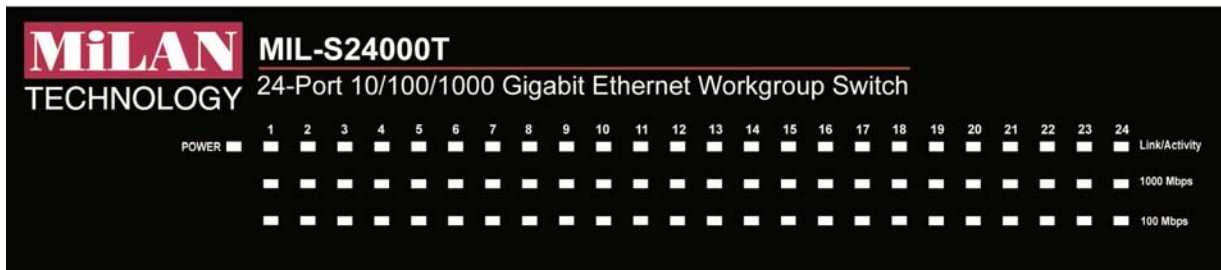 MiLAN
TECHNOLOGY
MIL-S24000T
24-Port 10/100/1000 Gigabit Ethernet Workgroup Switch
1 2 3 4 5 6 7 8 9 10 11 12 13 14 15 16 17 18 19 20 21 22 23 24
POWER Link/Activity
1000 Mbps
100 Mbps